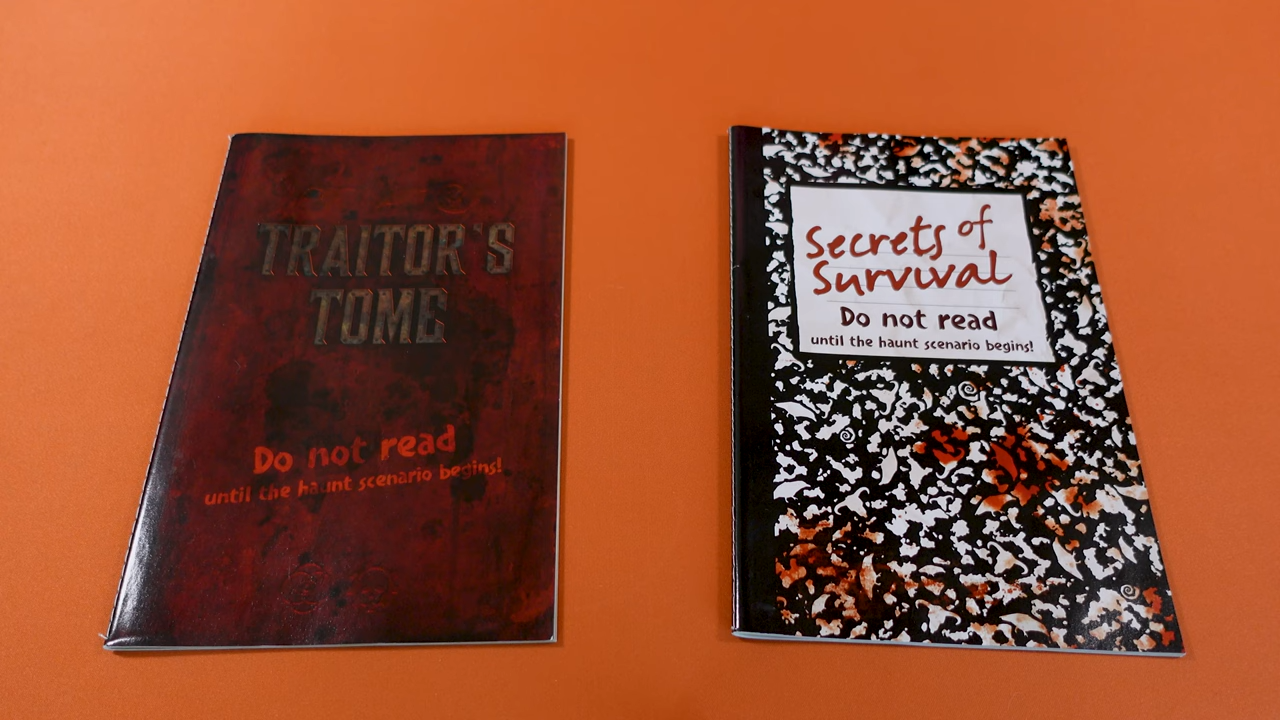 TRAITOR'S
TOME
Do not read
until the haunt scenario begins!
Secrets of
Survival
Do not read
until the haunt scenario begins!